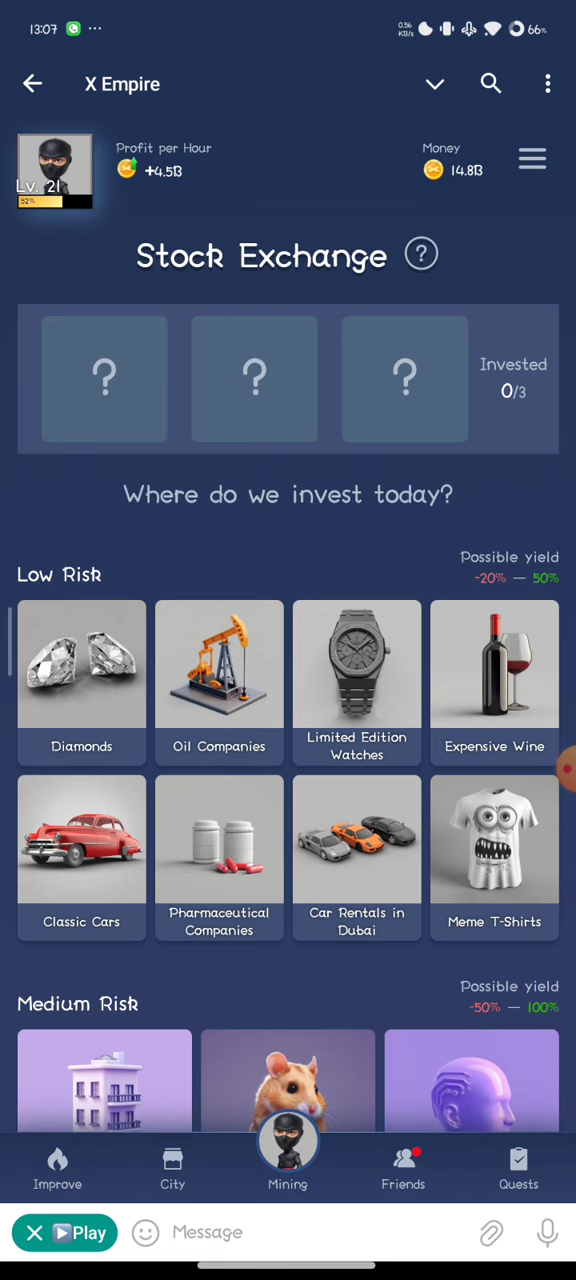 13:07
0.56
KB/s
66%
X Empire
Profit per Hour
+4.5B
Money
14.8B
Lv. 21
52%
Stock Exchange ?
? ? ?
Invested
0/3
Where do we invest today?
Possible yield
Low Risk
-20% — 50%
Diamonds
Oil Companies
Limited Edition
Watches
Expensive Wine
Classic Cars
Pharmaceutical
Companies
Car Rentals in
Dubai
Meme T-Shirts
Possible yield
Medium Risk
-50% — 100%
Improve
City
Mining
Friends
Quests
Play
Message